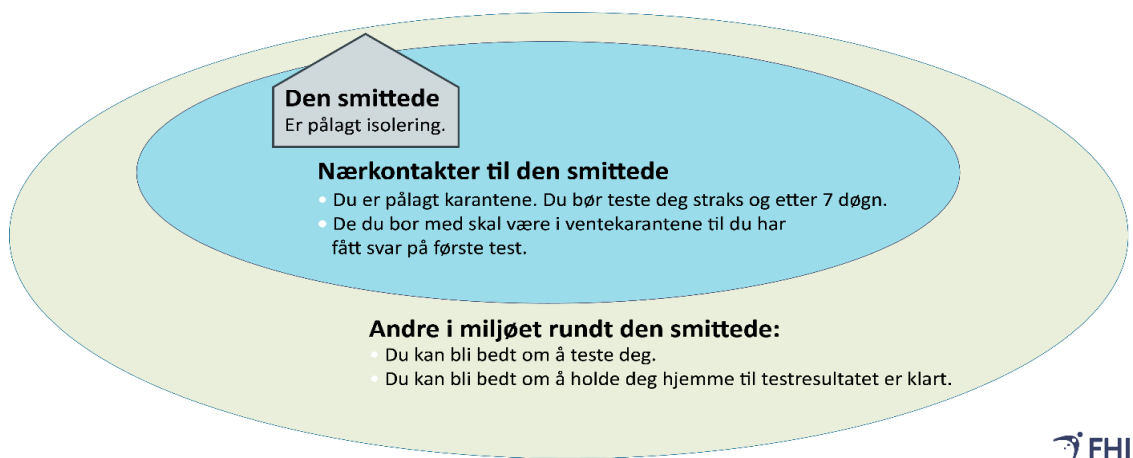 Den smittede
Er pålagt isolering.
Nærkontakter til den smittede
• Du er pålagt karantene. Du bør teste deg straks og etter 7 døgn.
• De du bor med skal være i ventekarantene til du har
fått svar på første test.
Andre i miljøet rundt den smittede:
• Du kan bli bedt om å teste deg.
• Du kan bli bedt om å holde deg hjemme til testresultatet er klart.
FHI